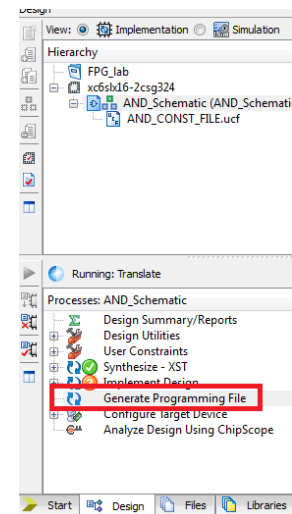 Design
View: Implementation Simulation
Hierarchy
FPG_lab
xc6slx16-2csg324
AND_Schematic (AND_Schemati
AND_CONST_FILE.ucf
Running: Translate
Processes: AND_Schematic
Design Summary/Reports
Design Utilities
User Constraints
Synthesize - XST
Implement Design
Generate Programming File
Configure Target Device
Analyze Design Using ChipScope
Start Design Files Libraries